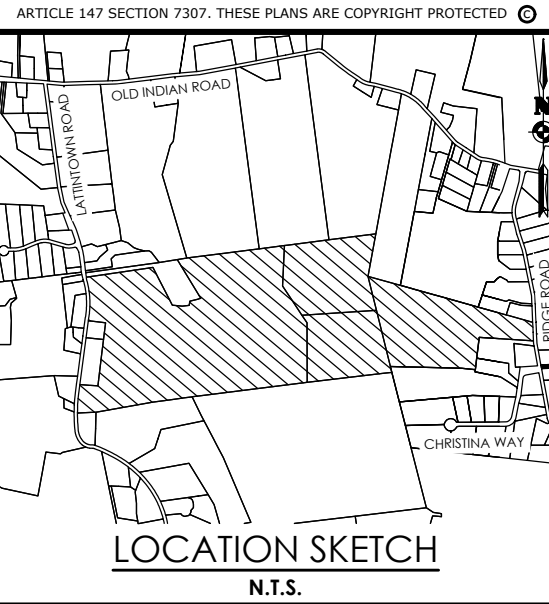 ARTICLE 147 SECTION 7307. THESE PLANS ARE COPYRIGHT PROTECTED ©
OLD INDIAN ROAD
LATTINTOWN ROAD
N
RIDGE ROAD
CHRISTINA WAY
LOCATION SKETCH
N.T.S.